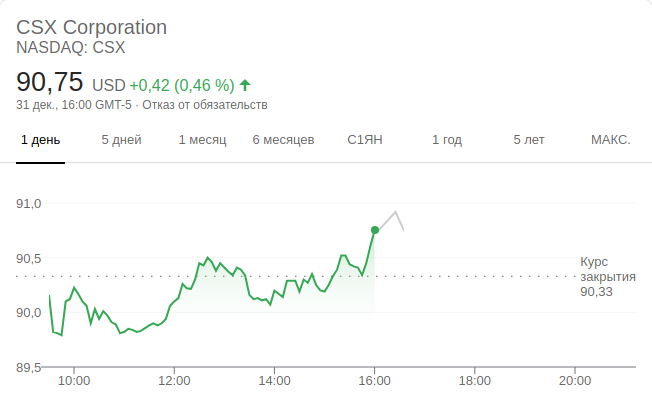 CSX Corporation
NASDAQ: CSX
90,75 USD +0,42 (0,46 %)
31 дек., 16:00 GMT-5 · Отказ от обязательств
1 день 5 дней 1 месяц 6 месяцев С1ЯН 1 год 5 лет МАКС.
91,0
90,5
Курс
закрытия
90,33
90,0
89,5
10:00 12:00 14:00 16:00 18:00 20:00